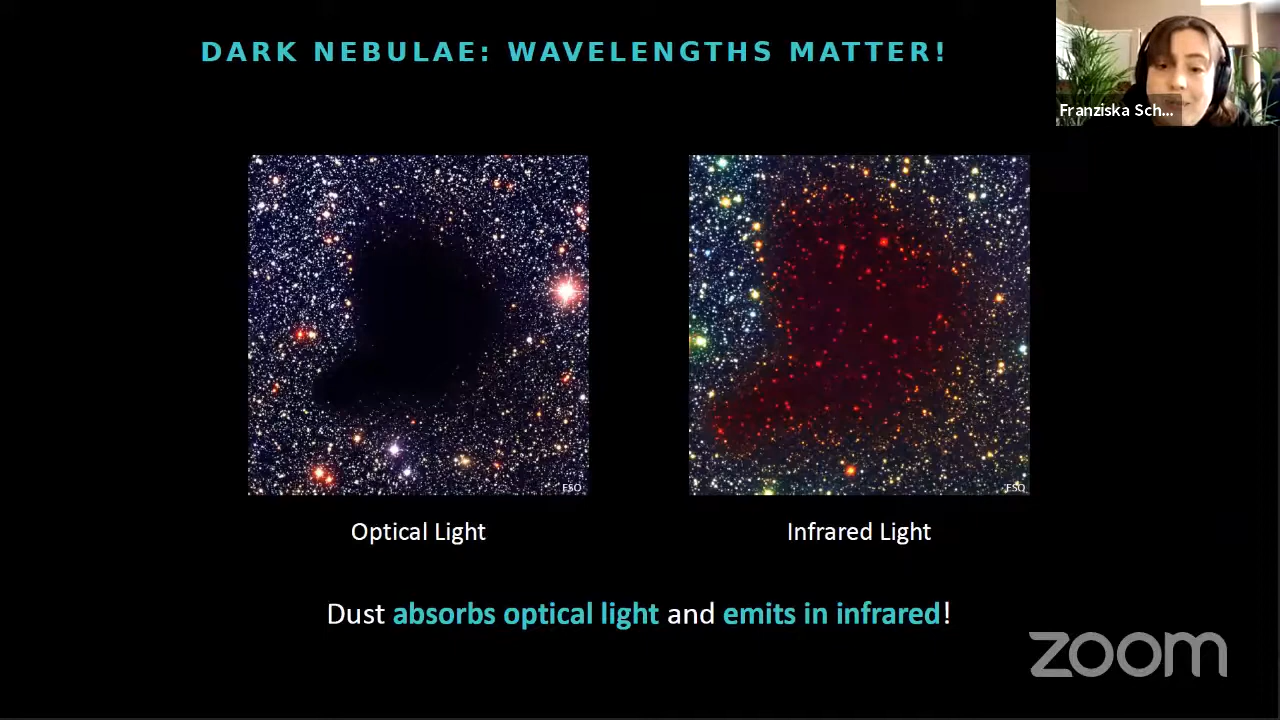 DARK NEBULAE: WAVELENGTHS MATTER!
Franziska Sch...
ESO
ESO
Optical Light
Infrared Light
Dust absorbs optical light and emits in infrared!
zoom